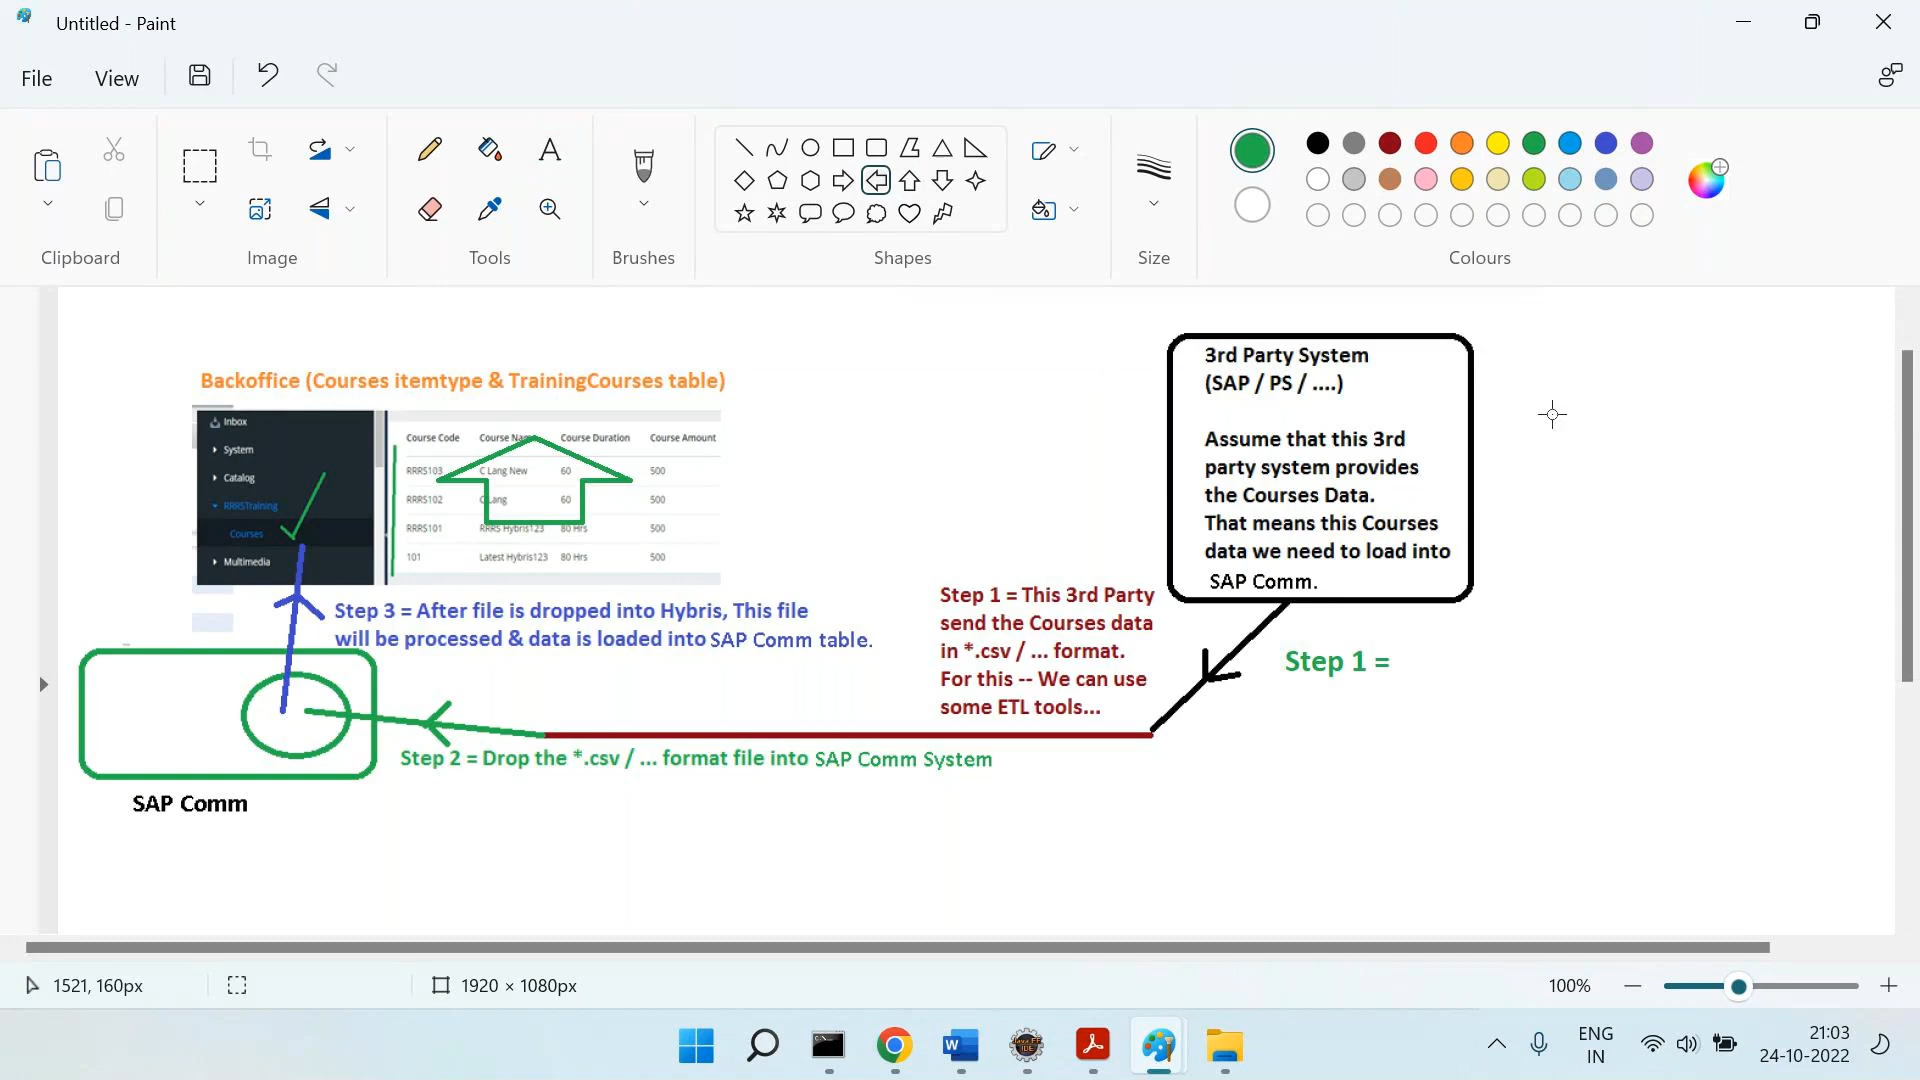 Untitled - Paint
File
View
Clipboard
Image
Tools
Brushes
Shapes
Size
Colours
Backoffice (Courses itemtype & TrainingCourses table)
Inbox
System
Catalog
RRRSTraining
Courses
Multimedia
Course Code Course Name Course Duration Course Amount
RRRS103 C Lang New 60 500
RRRS102 C Lang 60 500
RRRS101 RRRS Hybris123 80 Hrs 500
101 Latest Hybris123 80 Hrs 500
3rd Party System
(SAP / PS / ....)
Assume that this 3rd
party system provides
the Courses Data.
That means this Courses
data we need to load into
SAP Comm.
Step 1 = This 3rd Party
send the Courses data
in *.csv / ... format.
For this -- We can use
some ETL tools...
Step 1 =
Step 3 = After file is dropped into Hybris, This file
will be processed & data is loaded into SAP Comm table.
Step 2 = Drop the *.csv / ... format file into SAP Comm System
SAP Comm
1521, 160px
1920 × 1080px
100%
ENG
IN
21:03
24-10-2022